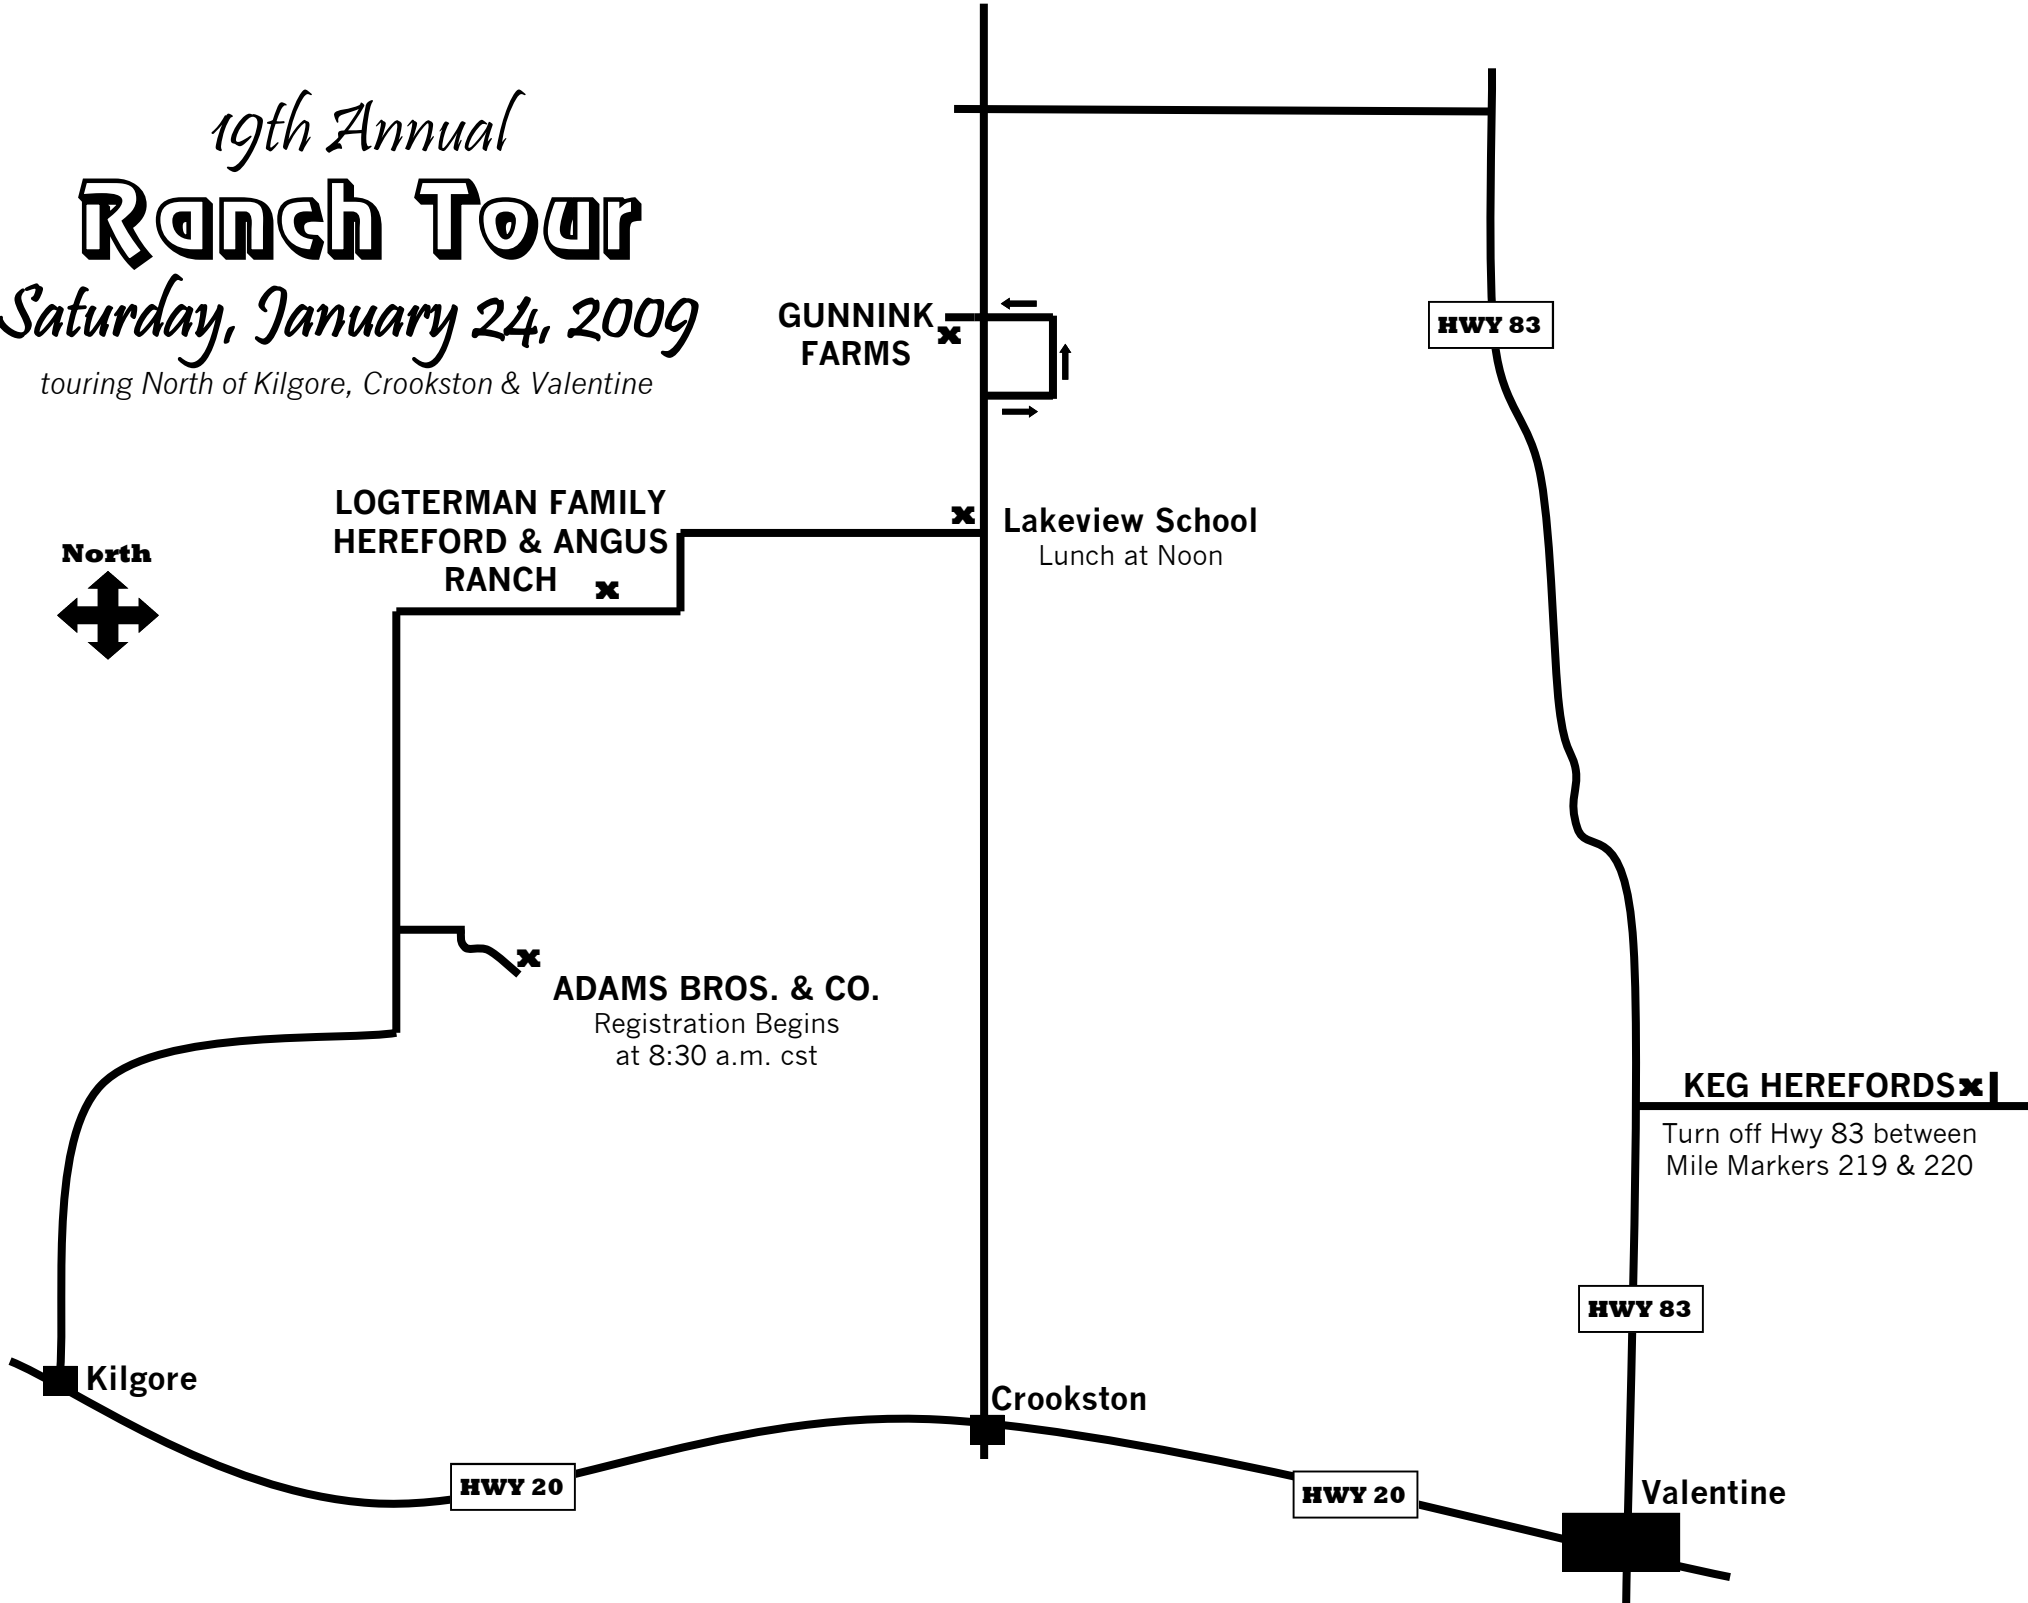 19th Annual
Ranch Tour
Saturday, January 24, 2009
touring North of Kilgore, Crookston & Valentine
HWY 83
GUNNINK
FARMS
LOGTERMAN FAMILY
HEREFORD & ANGUS
RANCH
x
x
x
Lakeview School
Lunch at Noon
North
x
ADAMS BROS. & CO.
Registration Begins
at 8:30 a.m. cst
KEG HEREFORDS x
Turn off Hwy 83 between
Mile Markers 219 & 220
HWY 83
Kilgore
Crookston
HWY 20
HWY 20
Valentine